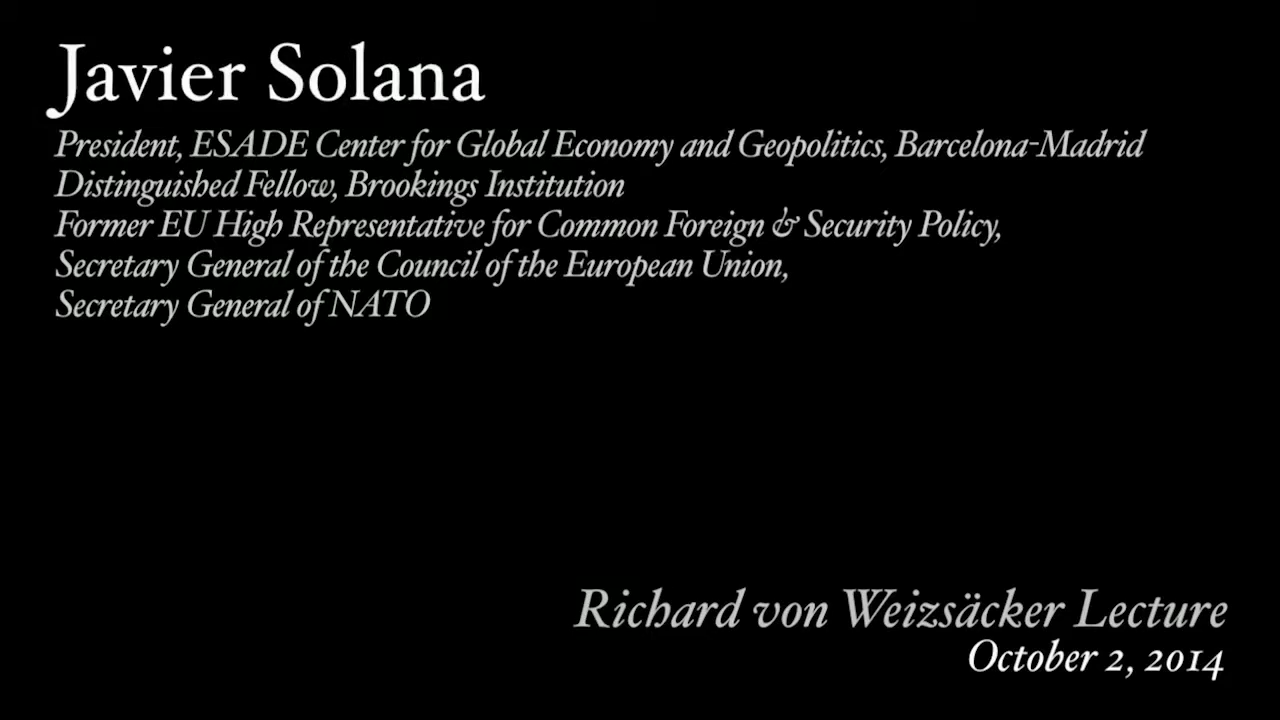 Javier Solana
President, ESADE Center for Global Economy and Geopolitics, Barcelona-Madrid
Distinguished Fellow, Brookings Institution
Former EU High Representative for Common Foreign & Security Policy,
Secretary General of the Council of the European Union,
Secretary General of NATO
Richard von Weizsäcker Lecture
October 2, 2014